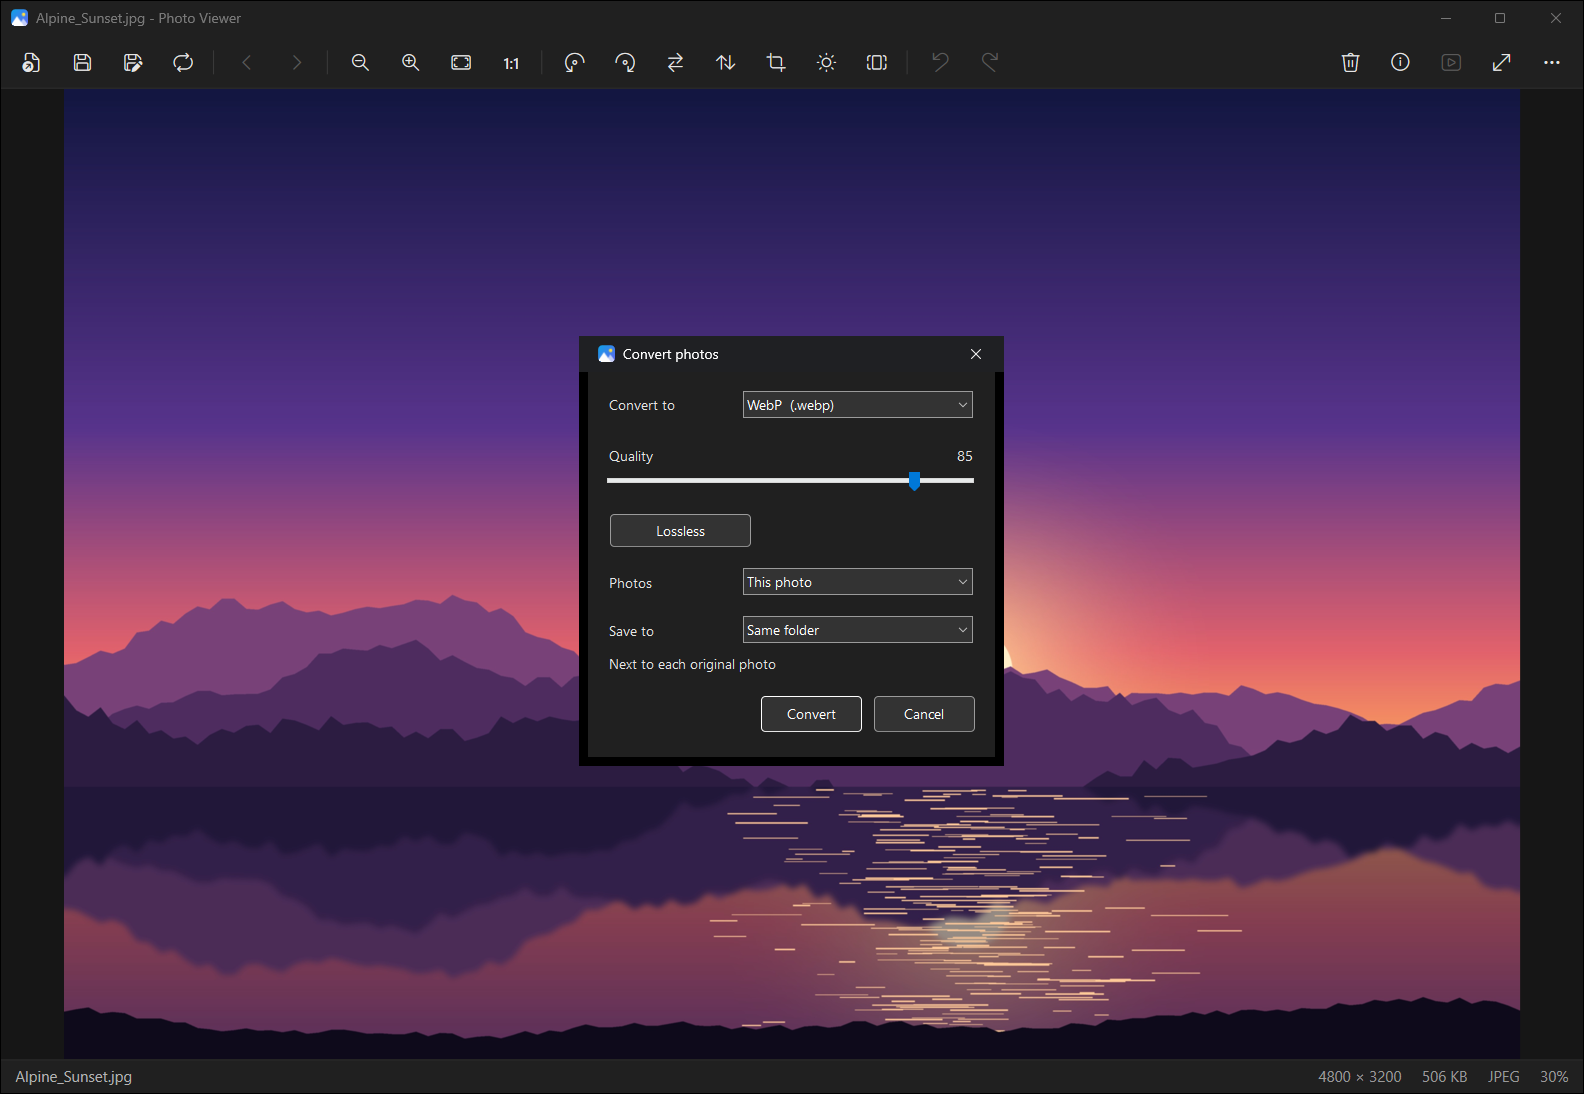 Alpine_Sunset.jpg - Photo Viewer
1:1
Convert photos
Convert to
WebP (.webp)
Quality
85
Lossless
Photos
This photo
Save to
Same folder
Next to each original photo
Convert
Cancel
Alpine_Sunset.jpg
4800 × 3200
506 KB
JPEG
30%